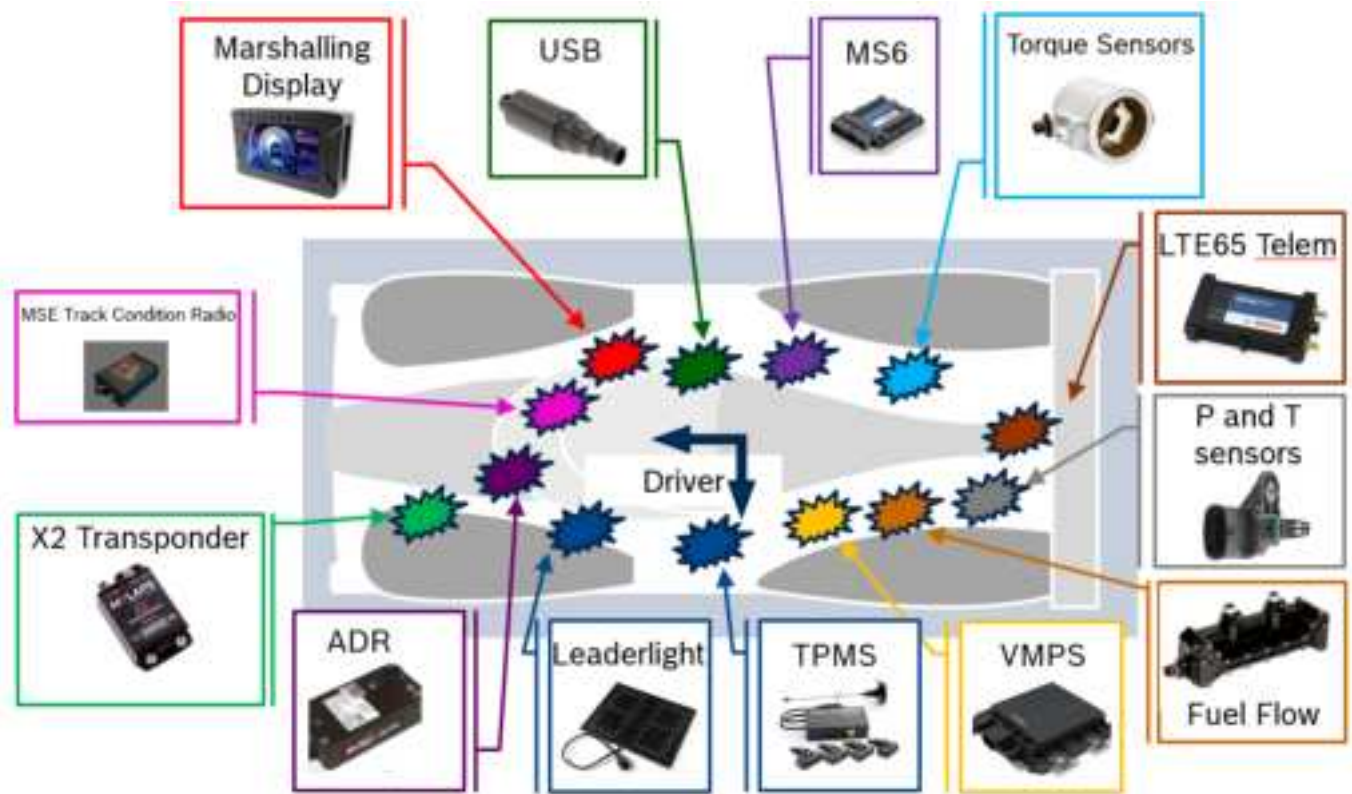 Marshalling
Display
USB
MS6
Torque Sensors
LTE65 Telem
MSE Track Condition Radio
P and T
sensors
Driver
X2 Transponder
ADR
Leaderlight
TPMS
VMPS
Fuel Flow